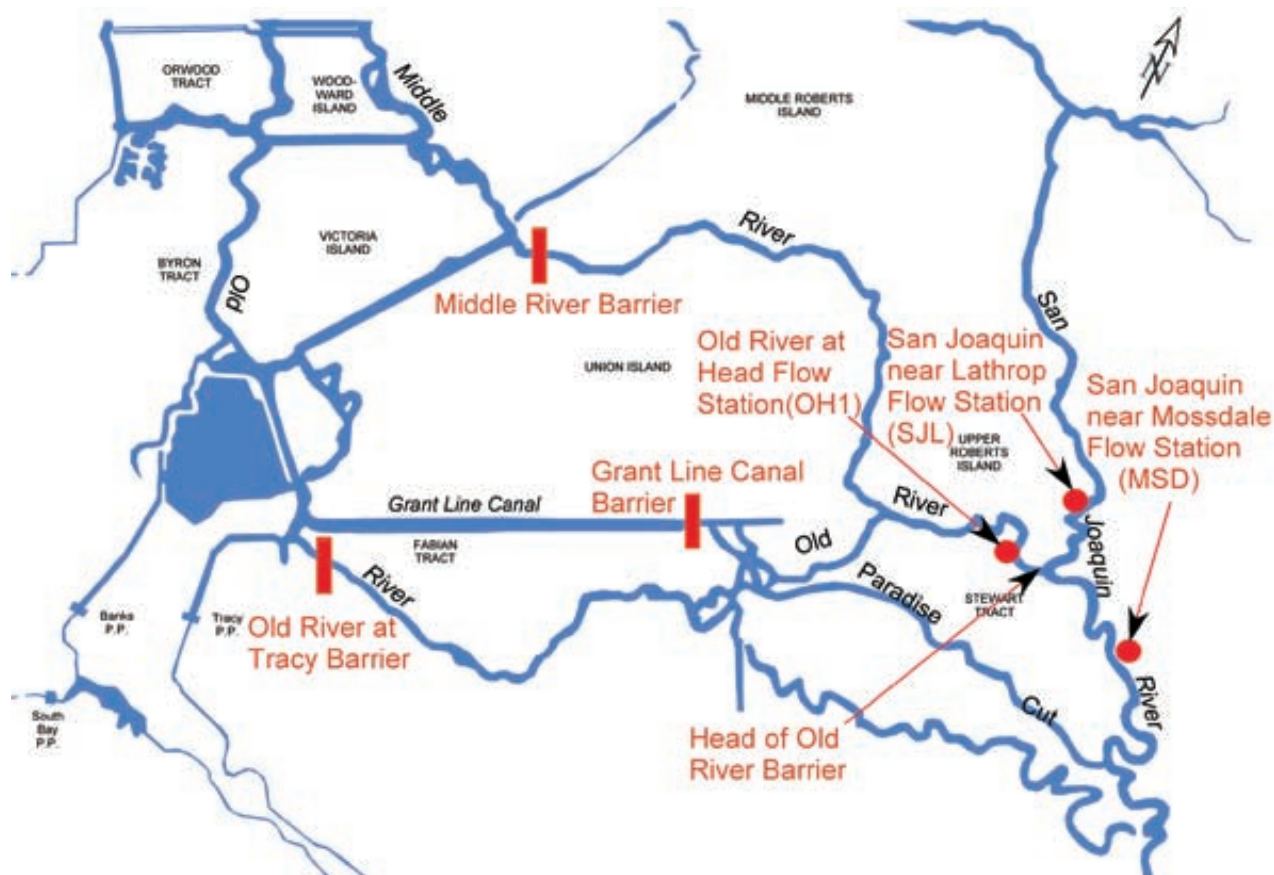 ORWOOD
TRACT
WOOD-
WARD
ISLAND
Middle
MIDDLE ROBERTS
ISLAND
N
VICTORIA
ISLAND
BYRON
TRACT
Old
River
San
Middle River Barrier
UNION ISLAND
Old River at
Head Flow
Station(OH1)
San Joaquin
near Lathrop
Flow Station
(SJL)
San Joaquin
near Mossdale
Flow Station
(MSD)
UPPER
ROBERTS
ISLAND
Grant Line Canal
Barrier
Grant Line Canal
FABIAN
TRACT
River
Old
River
Paradise
STEWART
TRACT
Joaquin
Banks
P.P.
Tracy
P.P.
Old River at
Tracy Barrier
Cut
River
South
Bay
P.P.
Head of Old
River Barrier